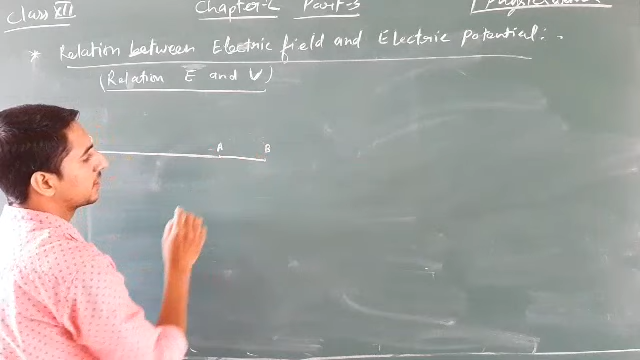 Class XII Chapter-2 Part-3
* Relation between Electric field and Electric potential:-
(Relation E and V)
A B